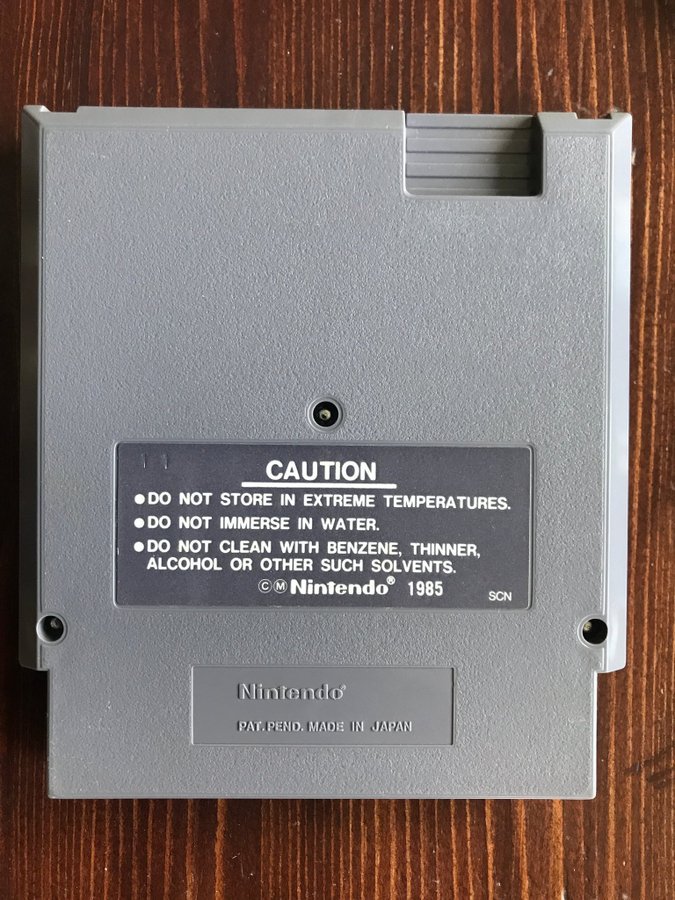 11
CAUTION
●DO NOT STORE IN EXTREME TEMPERATURES.
●DO NOT IMMERSE IN WATER.
●DO NOT CLEAN WITH BENZENE, THINNER,
ALCOHOL OR OTHER SUCH SOLVENTS.
©Ⓜ Nintendo® 1985
SCN
Nintendo®
PAT.PEND. MADE IN JAPAN